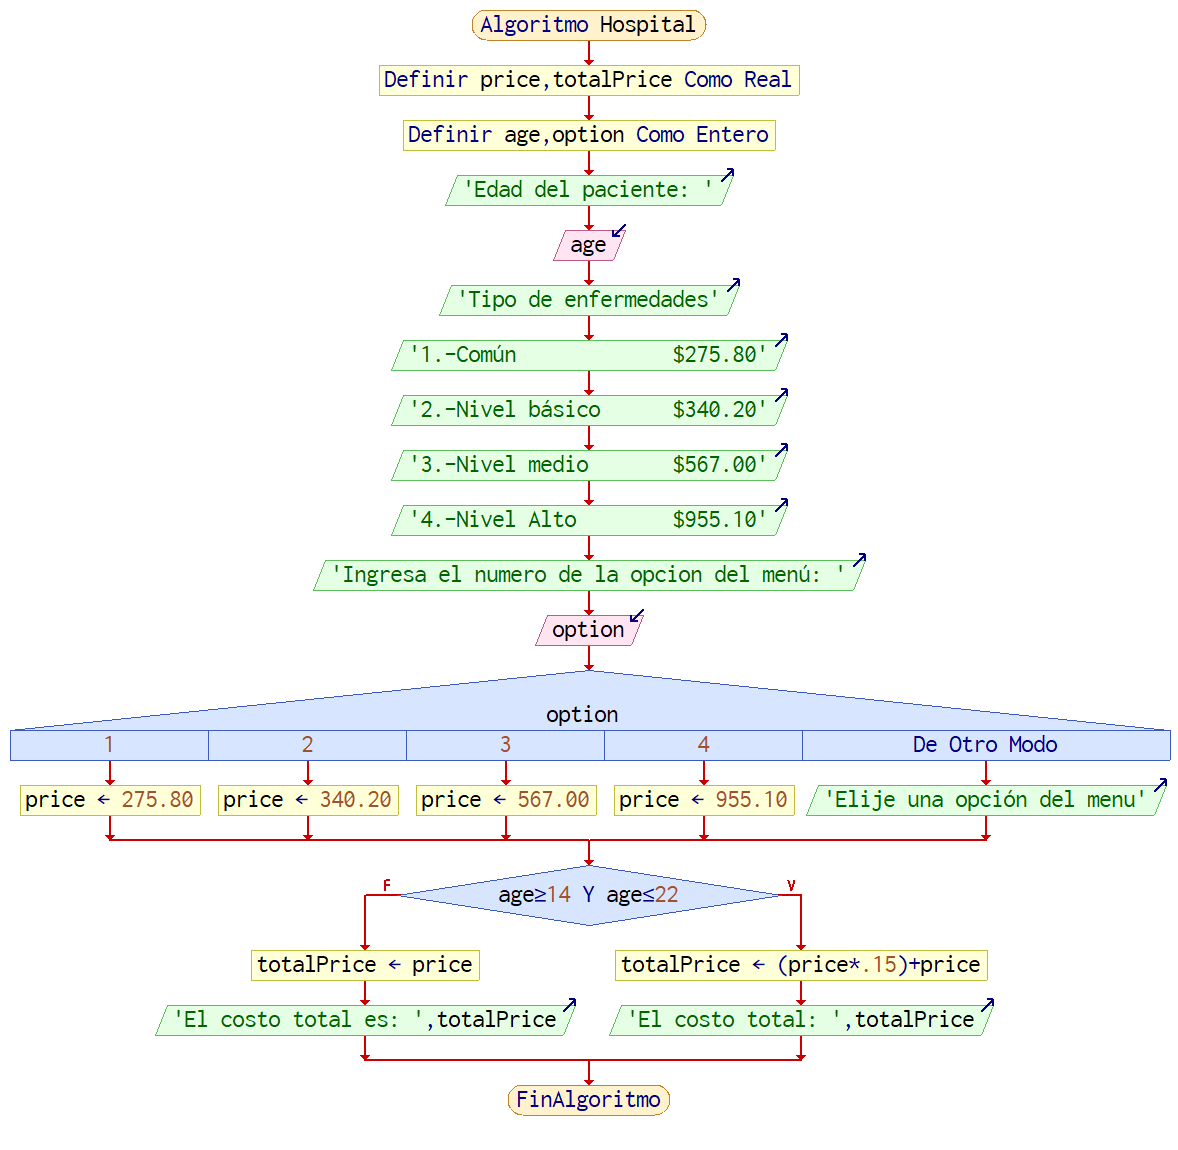 Algoritmo Hospital
Definir price,totalPrice Como Real
Definir age,option Como Entero
'Edad del paciente: '
age
'Tipo de enfermedades'
'1.-Común             $275.80'
'2.-Nivel básico      $340.20'
'3.-Nivel medio       $567.00'
'4.-Nivel Alto        $955.10'
'Ingresa el numero de la opcion del menú: '
option
option
1 2 3 4 De Otro Modo
price ← 275.80 price ← 340.20 price ← 567.00 price ← 955.10 'Elije una opción del menu'
F age≥14 Y age≤22 V
totalPrice ← price totalPrice ← (price*.15)+price
'El costo total es: ',totalPrice 'El costo total: ',totalPrice
FinAlgoritmo